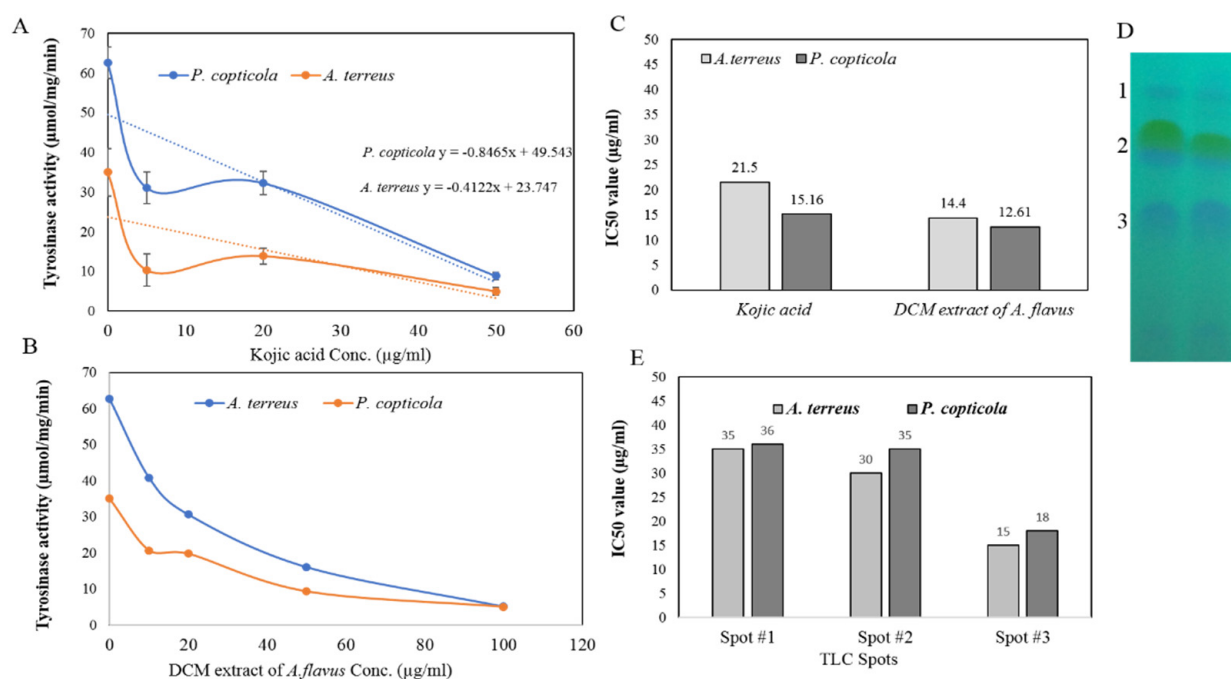 A
Tyrosinase activity (µmol/mg/min)
70
60
50
40
30
20
10
0
P. copticola
A. terreus
P. copticola y = -0.8465x + 49.543
A. terreus y = -0.4122x + 23.747
0 10 20 30 40 50 60
Kojic acid Conc. (µg/ml)
B
Tyrosinase activity (µmol/mg/min)
70
60
50
40
30
20
10
0
A. terreus
P. copticola
0 20 40 60 80 100 120
DCM extract of A.flavus Conc. (µg/ml)
C
IC50 value (µg/ml)
50
45
40
35
30
25
20
15
10
5
0
A.terreus
P. copticola
21.5
15.16
14.4
12.61
Kojic acid
DCM extract of A. flavus
D
1
2
3
E
IC50 value (µg/ml)
50
45
40
35
30
25
20
15
10
5
0
A. terreus
P. copticola
35
36
30
35
15
18
Spot #1 Spot #2 Spot #3
TLC Spots